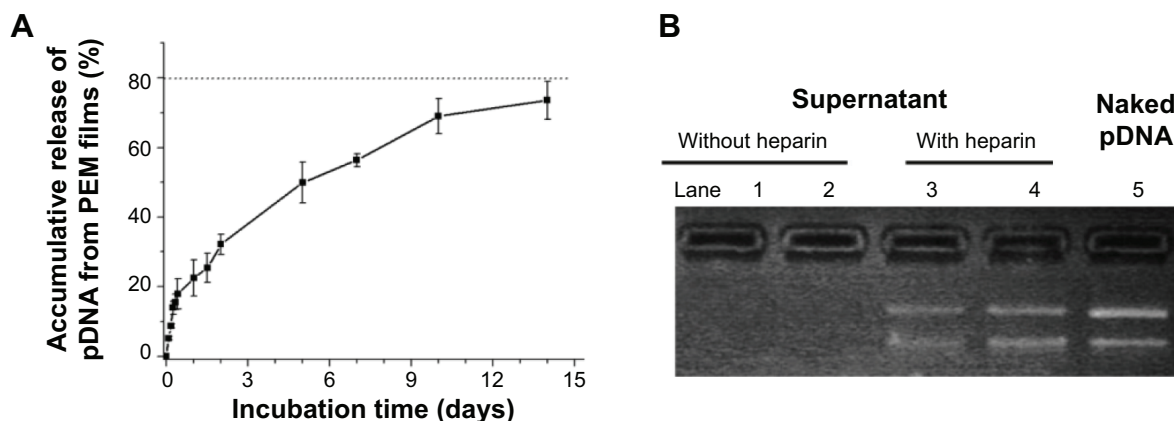 A
Accumulative release of
pDNA from PEM films (%)
80
60
40
20
0
0 3 6 9 12 15
Incubation time (days)
B
Supernatant
Naked
pDNA
Without heparin
With heparin
Lane 1 2 3 4 5